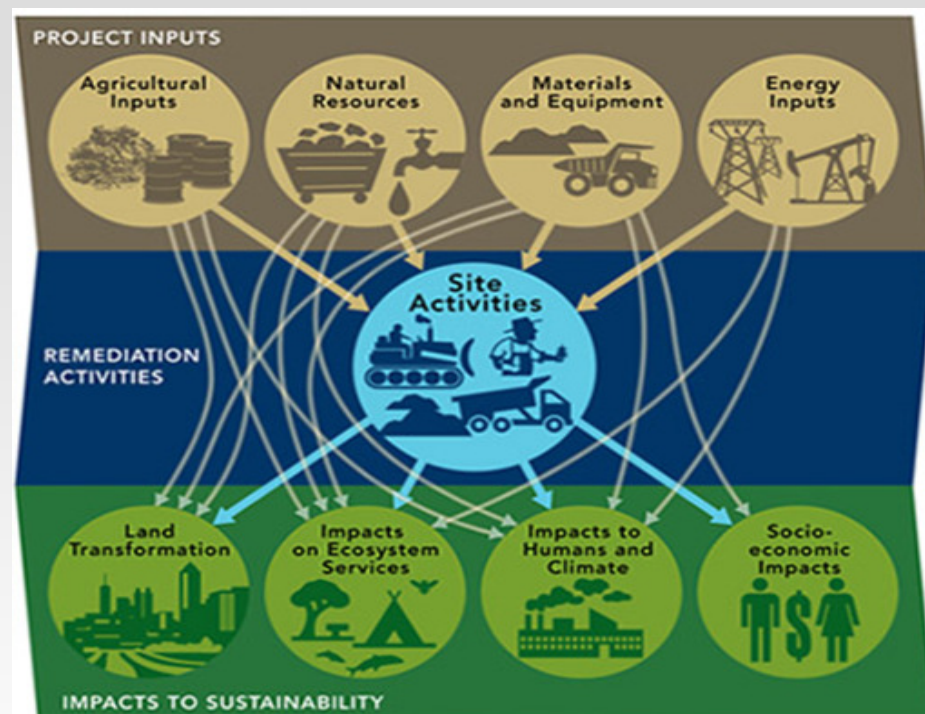 PROJECT INPUTS
Agricultural
Inputs
Natural
Resources
Materials
and Equipment
Energy
Inputs
Site
Activities
REMEDIATION
ACTIVITIES
Land
Transformation
Impacts
on Ecosystem
Services
Impacts to
Humans and
Climate
Socio-
economic
Impacts
$
IMPACTS TO SUSTAINABILITY